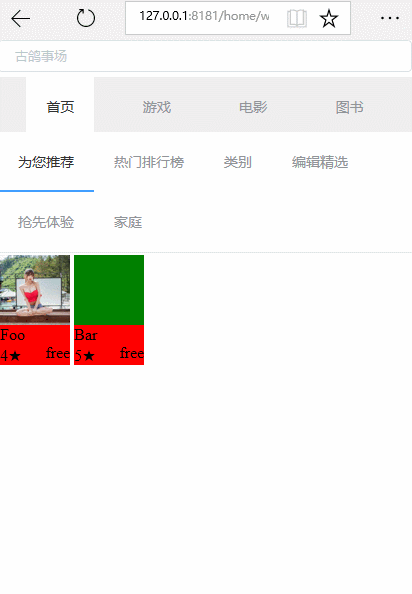 127.0.0.1:8181/home/w
古鸽事场
首页 游戏 电影 图书
为您推荐 热门排行榜 类别 编辑精选
抢先体验 家庭
Foo Bar
4★ free 5★ free